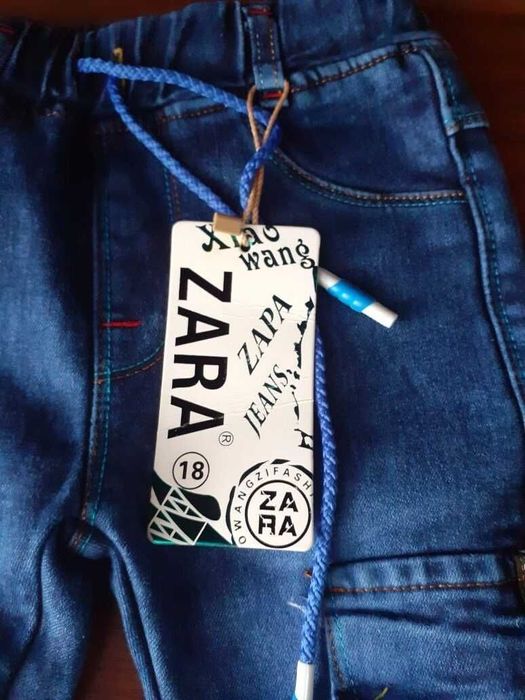 Xiao
wang
ZARA®
ZAPA
JEANS
18
OWANGZIFASHI
ZA
RA